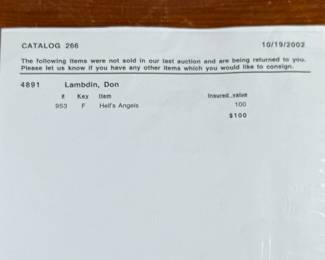 CATALOG 266 10/19/2002
The following items were not sold in our last auction and are being returned to you.
Please let us know if you have any other items which you would like to consign.
4891 Lambdin, Don
# Key Item Insured_value
953 F Hell's Angels 100
$100